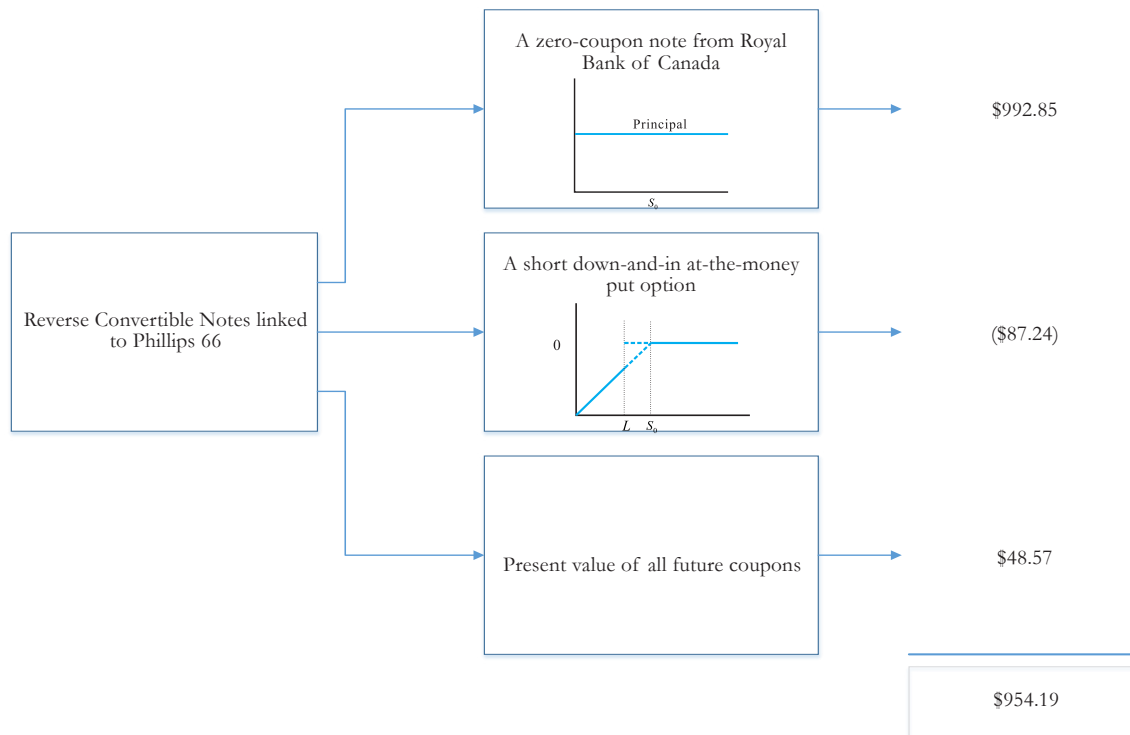 A zero-coupon note from Royal
Bank of Canada
Principal
S₀
$992.85
Reverse Convertible Notes linked
to Phillips 66
A short down-and-in at-the-money
put option
0
L S₀
($87.24)
Present value of all future coupons
$48.57
$954.19